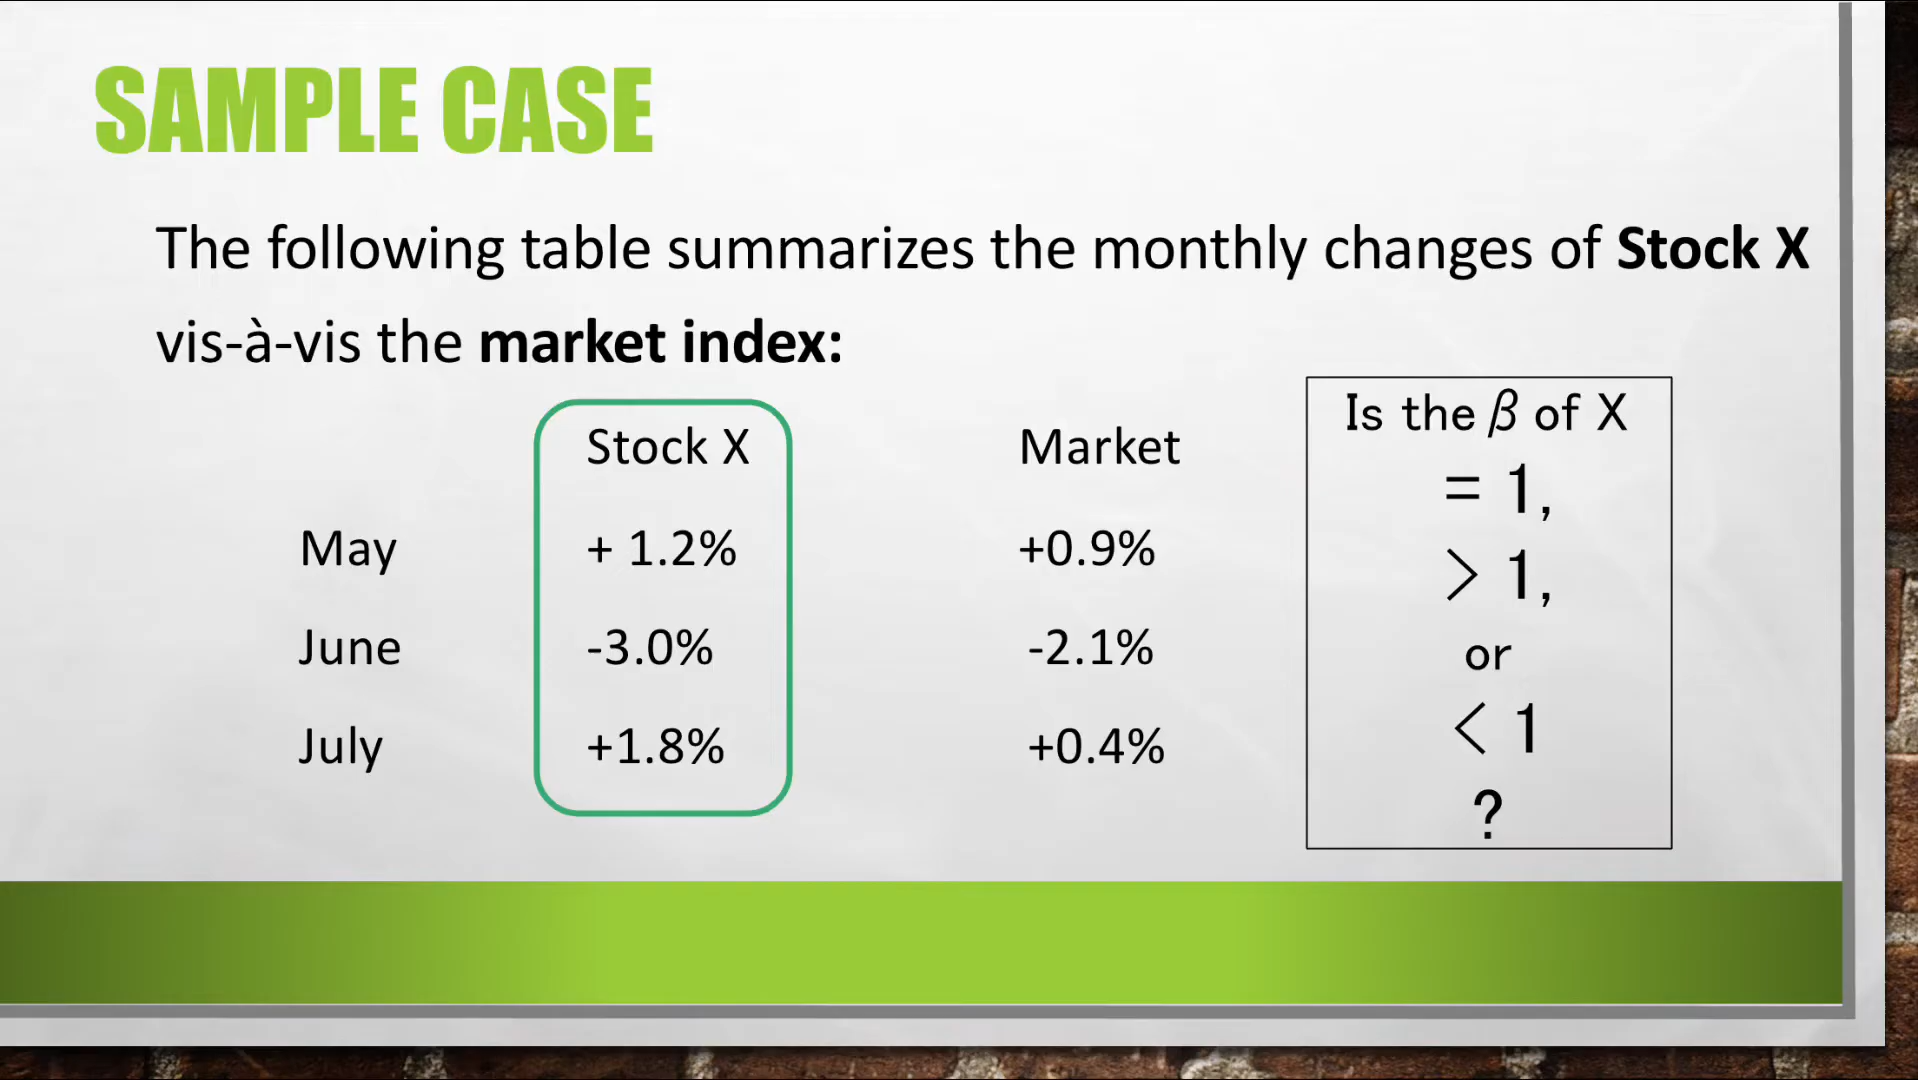 SAMPLE CASE
The following table summarizes the monthly changes of Stock X
vis-à-vis the market index:
Stock X Market
May + 1.2% +0.9%
June -3.0% -2.1%
July +1.8% +0.4%
Is the β of X
= 1,
> 1,
or
< 1
?